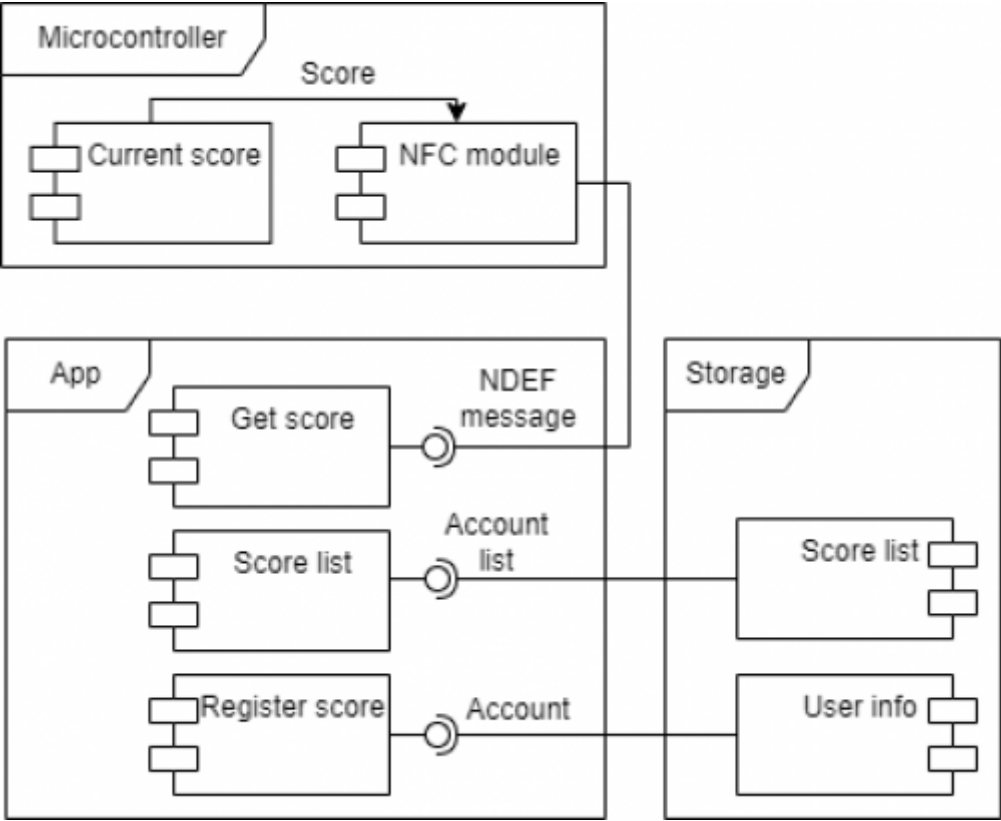 Microcontroller
Score
Current score
NFC module
App
NDEF
message
Get score
Account
list
Score list
Register score
Account
Storage
Score list
User info